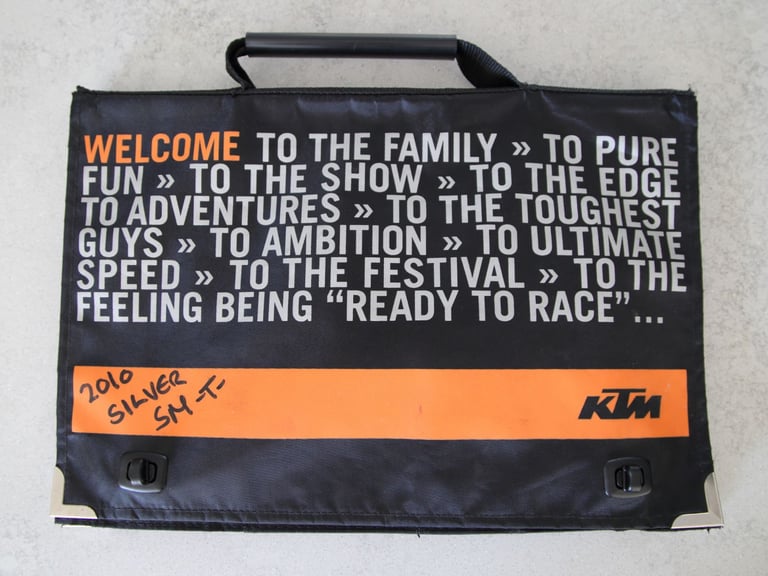 WELCOME TO THE FAMILY » TO PURE
FUN » TO THE SHOW » TO THE EDGE
TO ADVENTURES » TO THE TOUGHEST
GUYS » TO AMBITION » TO ULTIMATE
SPEED » TO THE FESTIVAL » TO THE
FEELING BEING “READY TO RACE”...
2010
SILVER
SM-T-
KTM